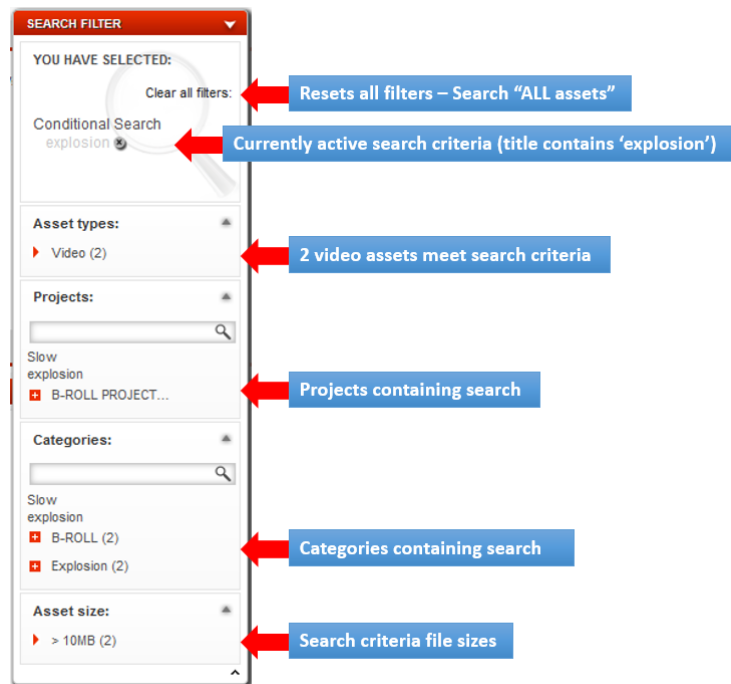 SEARCH FILTER
YOU HAVE SELECTED:
Clear all filters:
Resets all filters – Search “ALL assets”
Conditional Search
explosion
Currently active search criteria (title contains ‘explosion’)
Asset types:
Video (2)
2 video assets meet search criteria
Projects:
Slow
explosion
B-ROLL PROJECT...
Projects containing search
Categories:
Slow
explosion
B-ROLL (2)
Explosion (2)
Categories containing search
Asset size:
> 10MB (2)
Search criteria file sizes